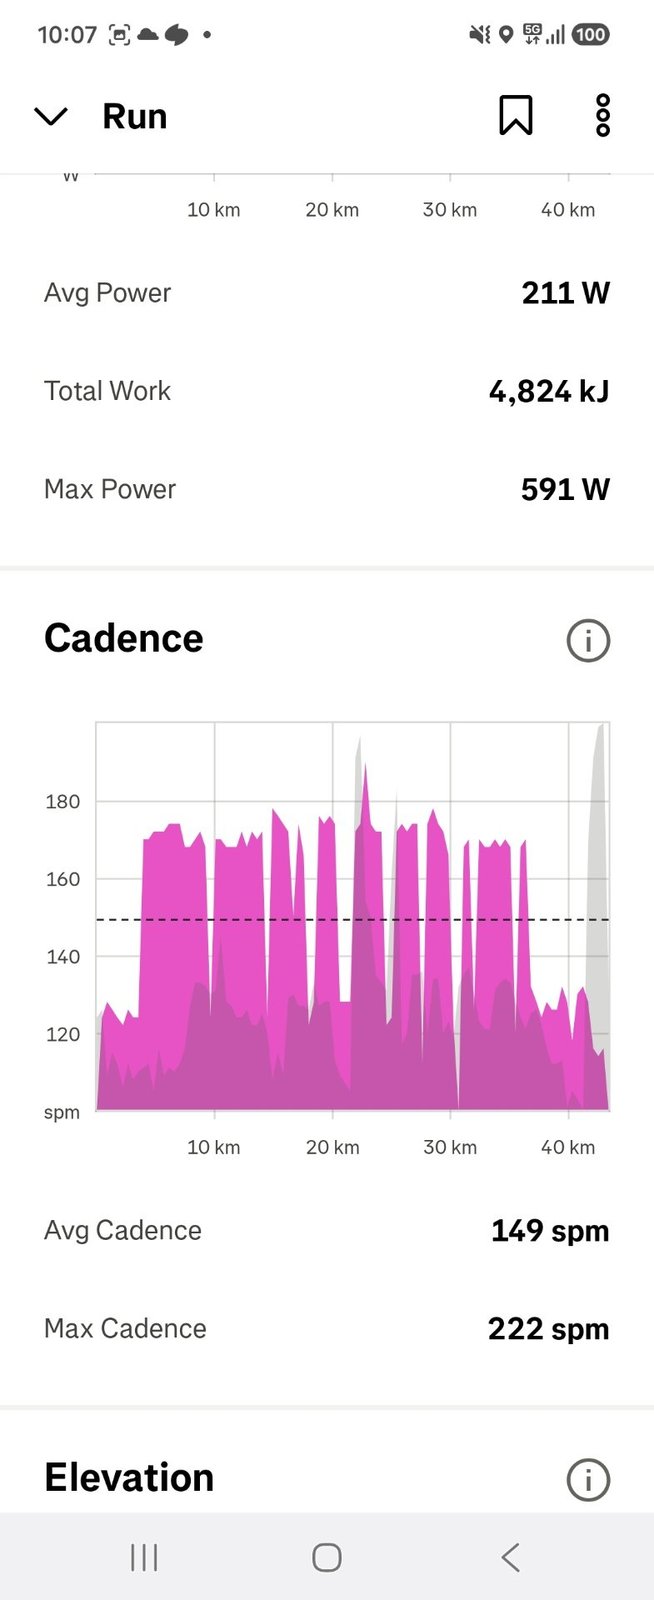 10:07 5G 100
Run
W
10 km 20 km 30 km 40 km
Avg Power 211 W
Total Work 4,824 kJ
Max Power 591 W
Cadence i
180
160
140
120
spm
10 km 20 km 30 km 40 km
Avg Cadence 149 spm
Max Cadence 222 spm
Elevation i